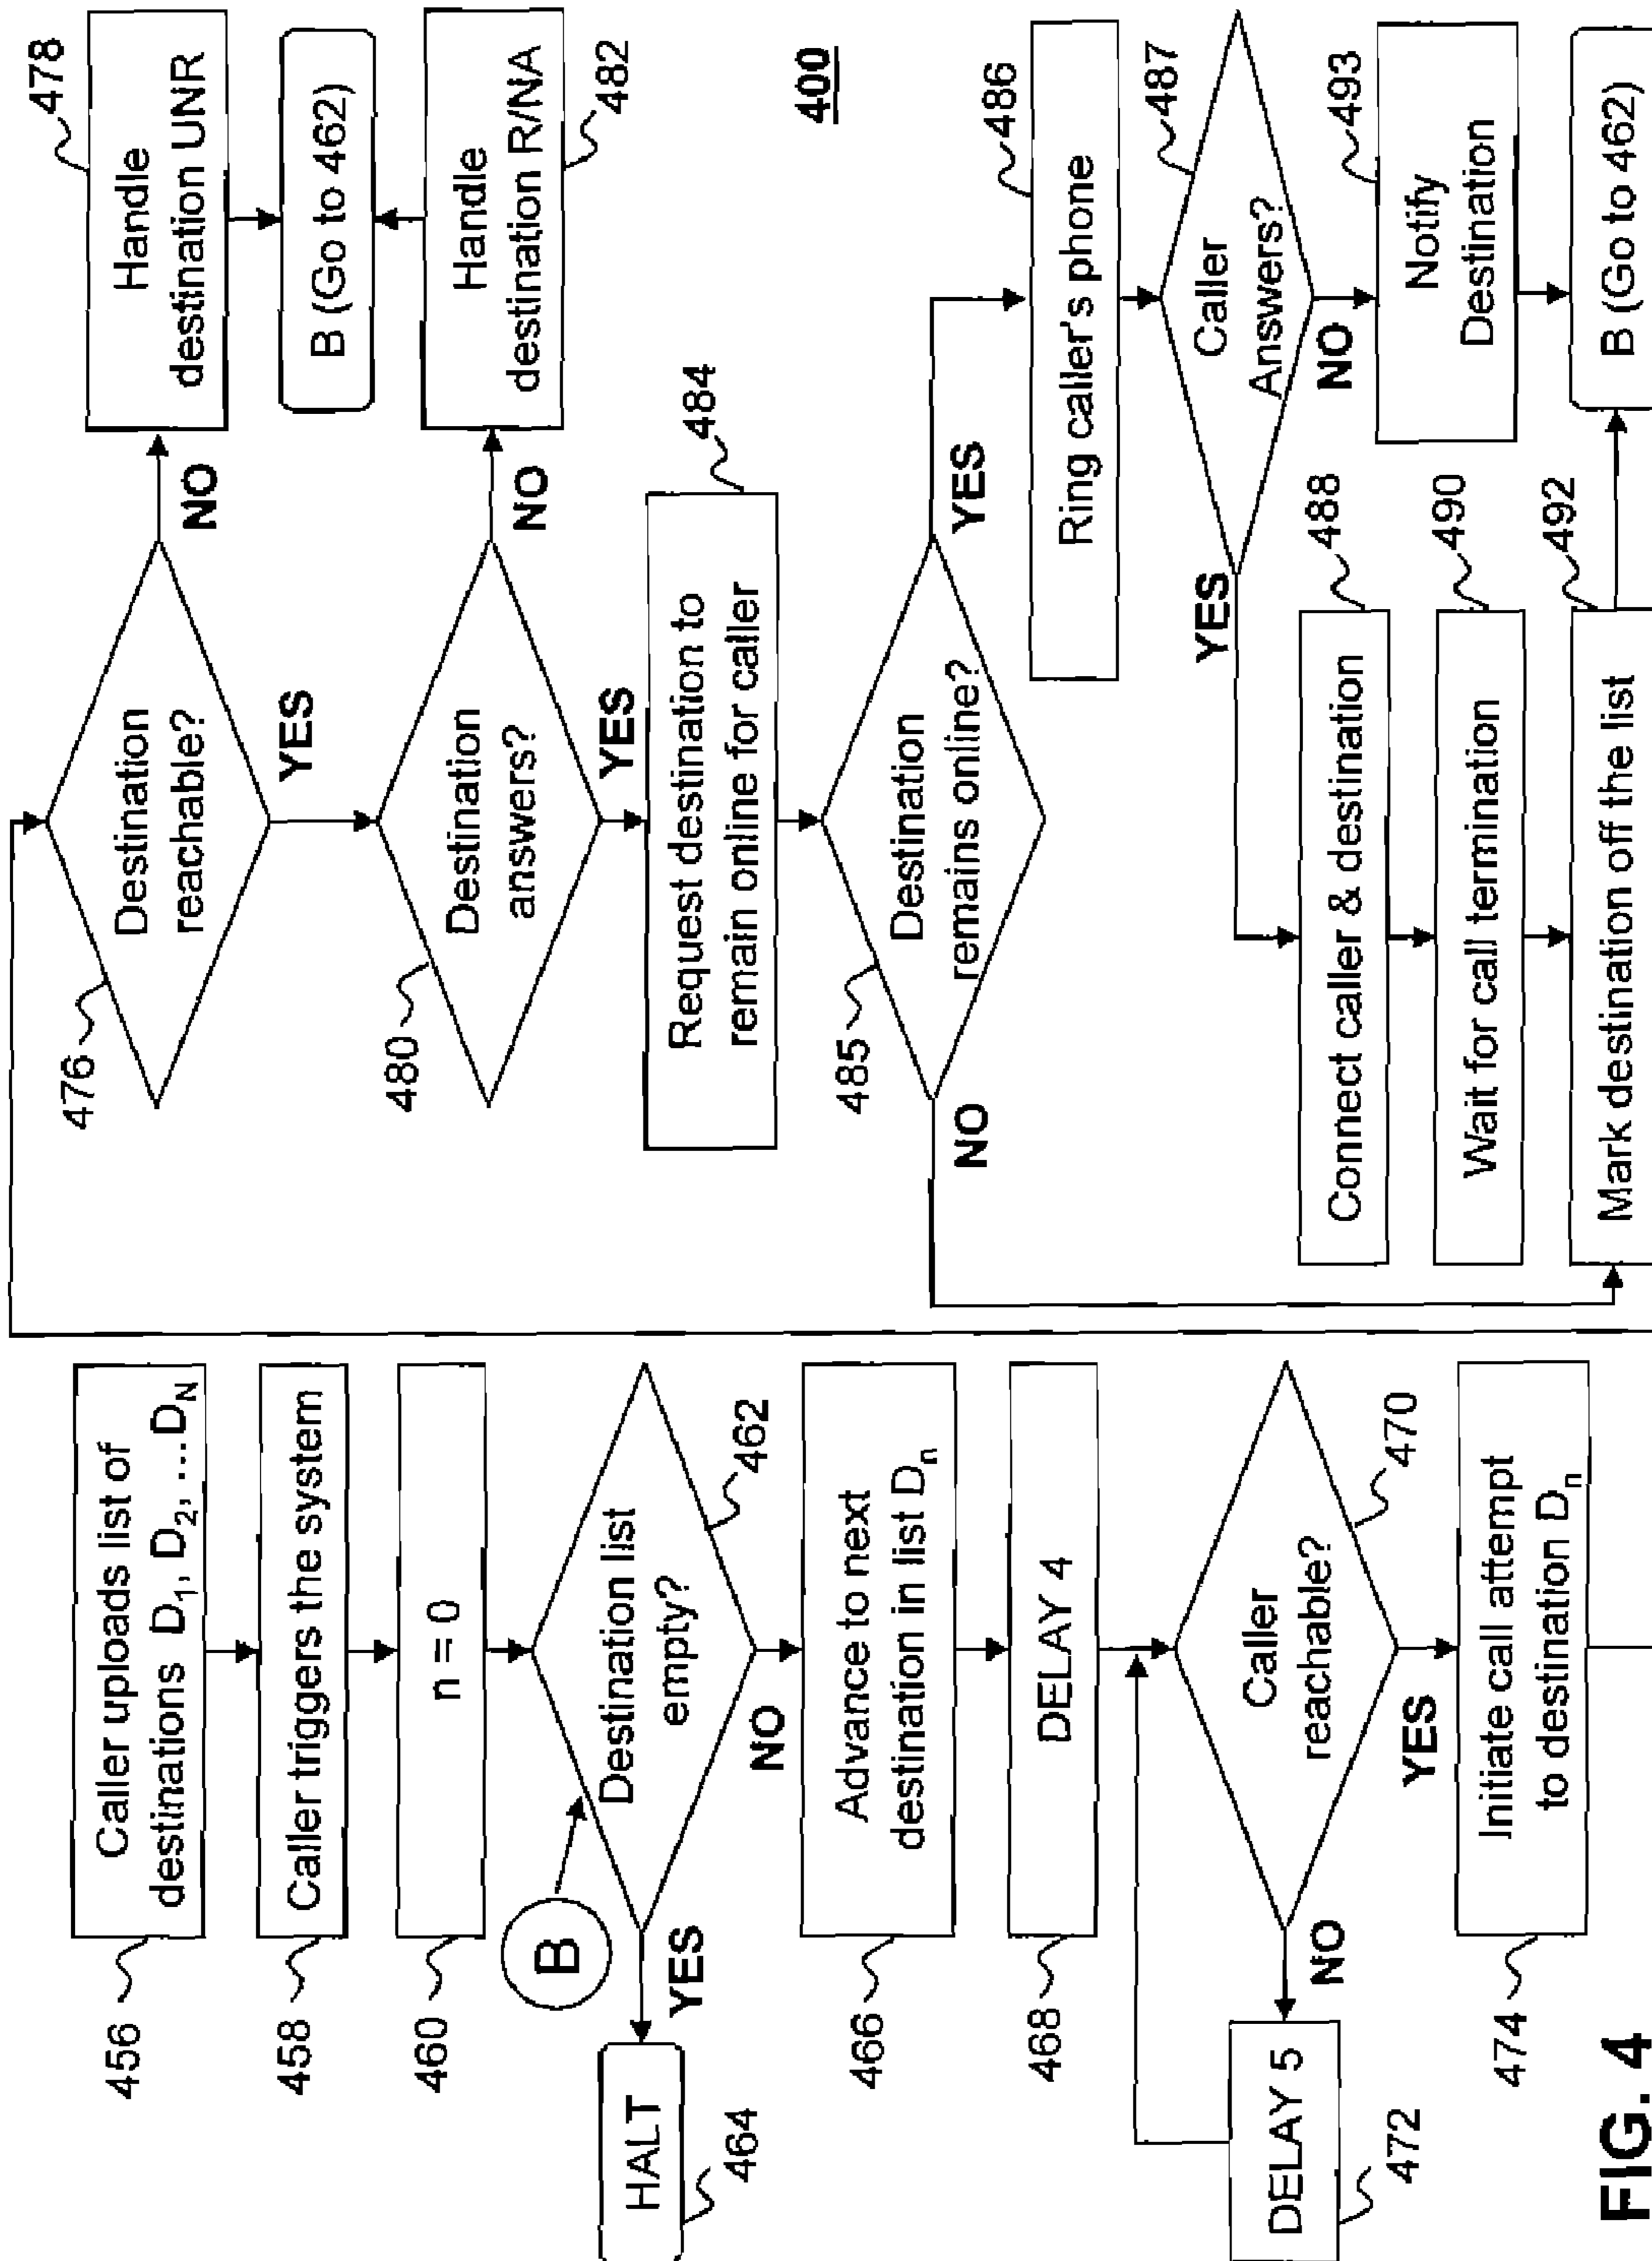 456
Caller uploads list of
destinations D₁, D₂, ...D_N
458
Caller triggers the system
460
n = 0
B
Destination list
empty?
462
YES
HALT
464
NO
466
Advance to next
destination in list Dₙ
468
DELAY 4
Caller
reachable?
470
NO
DELAY 5
472
YES
474
Initiate call attempt
to destination Dₙ
FIG. 4
476
Destination
reachable?
NO
Handle
destination UNR
478
B (Go to 462)
YES
480
Destination
answers?
NO
Handle
destination R/NA
482
YES
Request destination to
remain online for caller
484
400
485
Destination
remains online?
NO
YES
Ring caller's phone
486
Caller
Answers?
487
YES
NO
Connect caller & destination
488
Notify
Destination
493
Wait for call termination
490
Mark destination off the list
492
B (Go to 462)